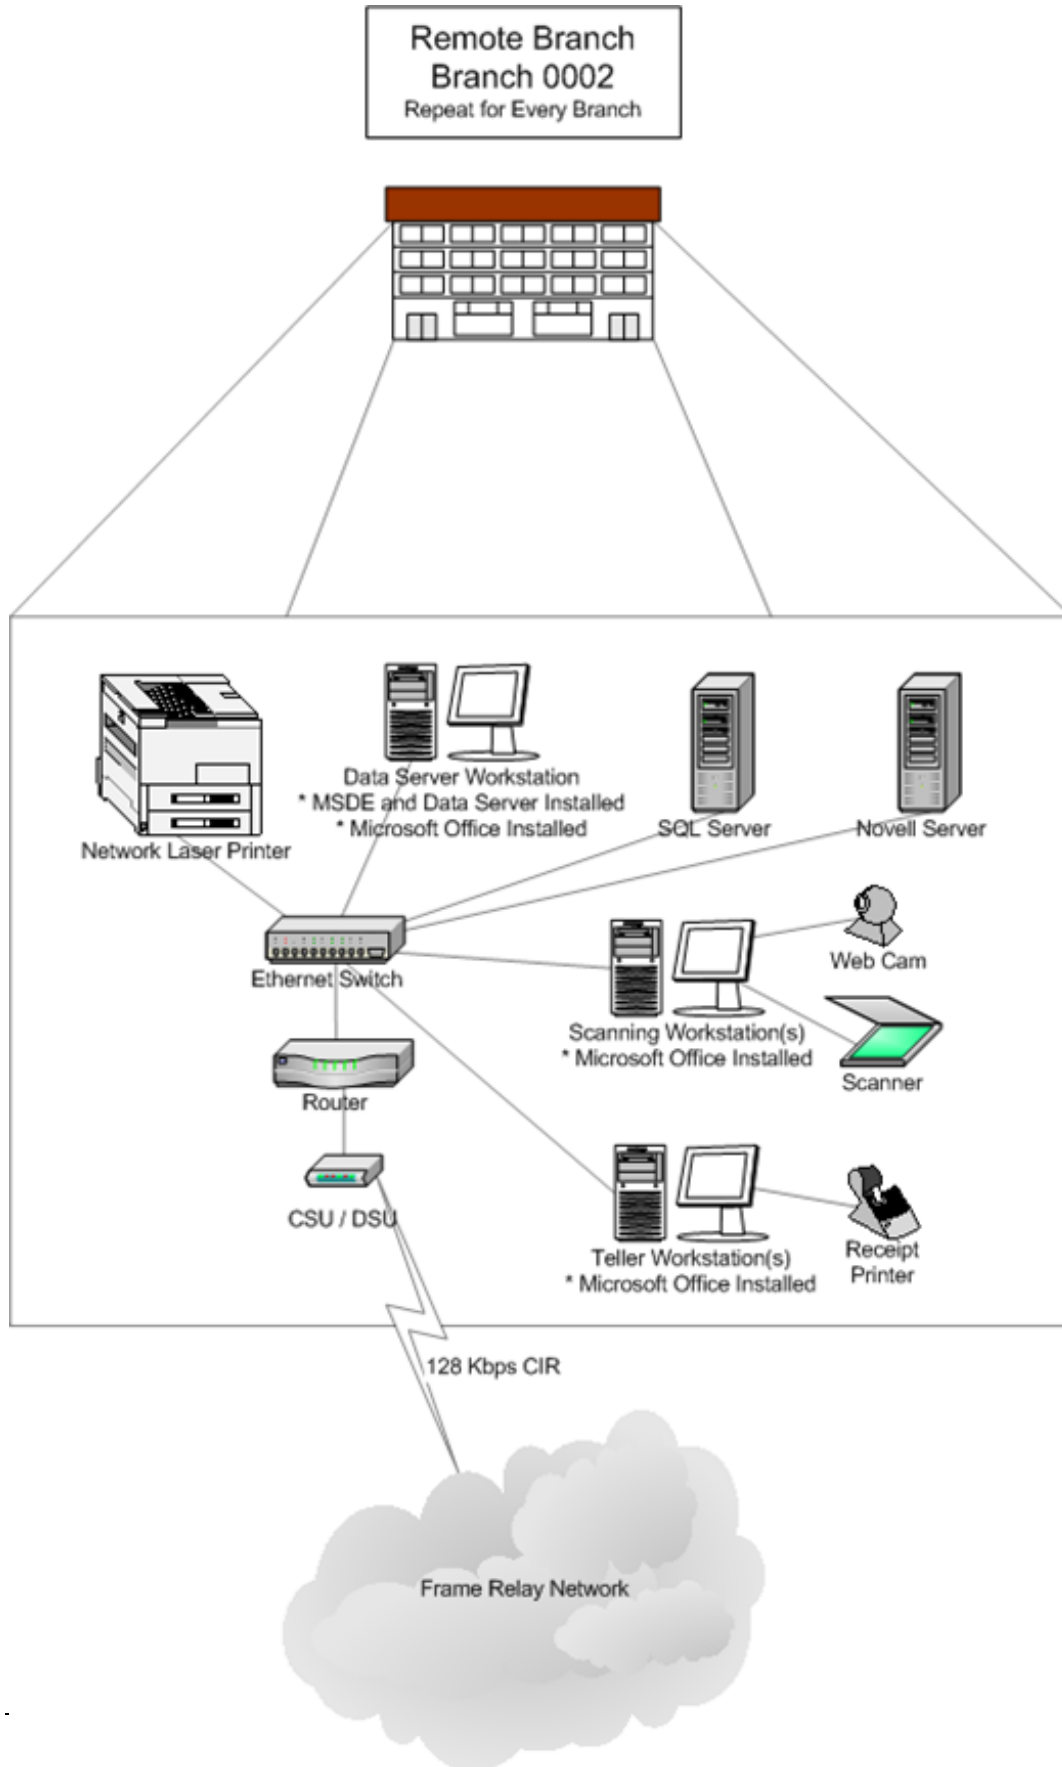 Remote Branch
Branch 0002
Repeat for Every Branch
Data Server Workstation
* MSDE and Data Server Installed
* Microsoft Office Installed
SQL Server
Novell Server
Network Laser Printer
Ethernet Switch
Web Cam
Scanning Workstation(s)
* Microsoft Office Installed
Scanner
Router
CSU / DSU
Teller Workstation(s)
* Microsoft Office Installed
Receipt
Printer
128 Kbps CIR
Frame Relay Network